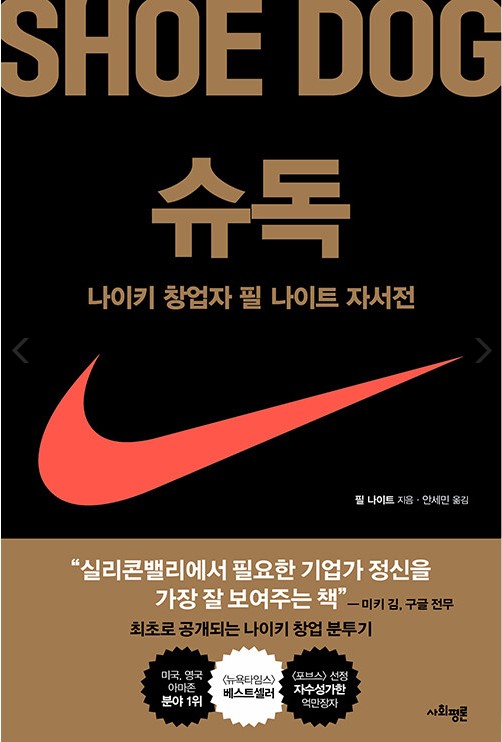 SHOE DOG
슈독
나이키 창업자 필 나이트 자서전
필 나이트 지음 · 안세민 옮김
“실리콘밸리에서 필요한 기업가 정신을
가장 잘 보여주는 책” — 미키 김, 구글 전무
최초로 공개되는 나이키 창업 분투기
미국, 영국
아마존
분야 1위
〈뉴욕타임스〉
베스트셀러
〈포브스〉 선정
자수성가한
억만장자
사회평론